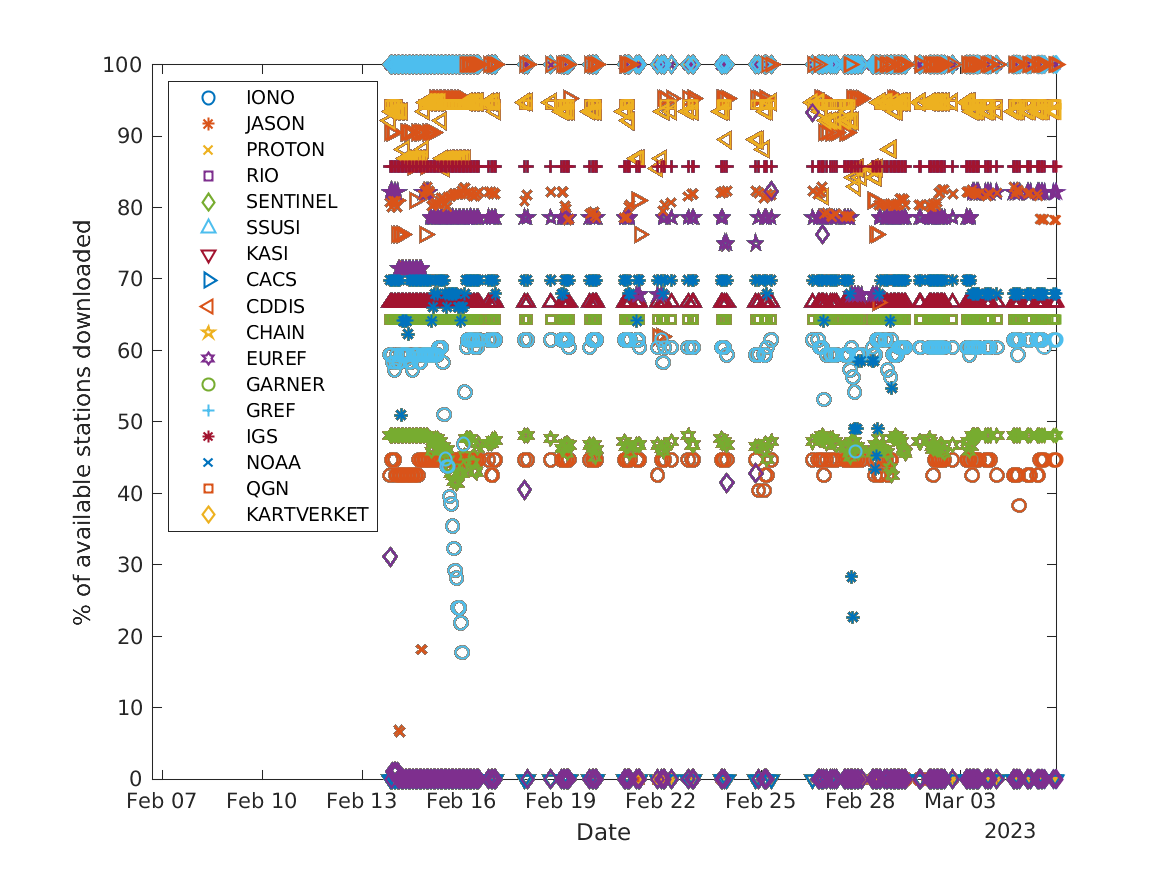 % of available stations downloaded
100
90
80
70
60
50
40
30
20
10
0
IONO
JASON
PROTON
RIO
SENTINEL
SSUSI
KASI
CACS
CDDIS
CHAIN
EUREF
GARNER
GREF
IGS
NOAA
QGN
KARTVERKET
Feb 07 Feb 10 Feb 13 Feb 16 Feb 19 Feb 22 Feb 25 Feb 28 Mar 03
Date
2023